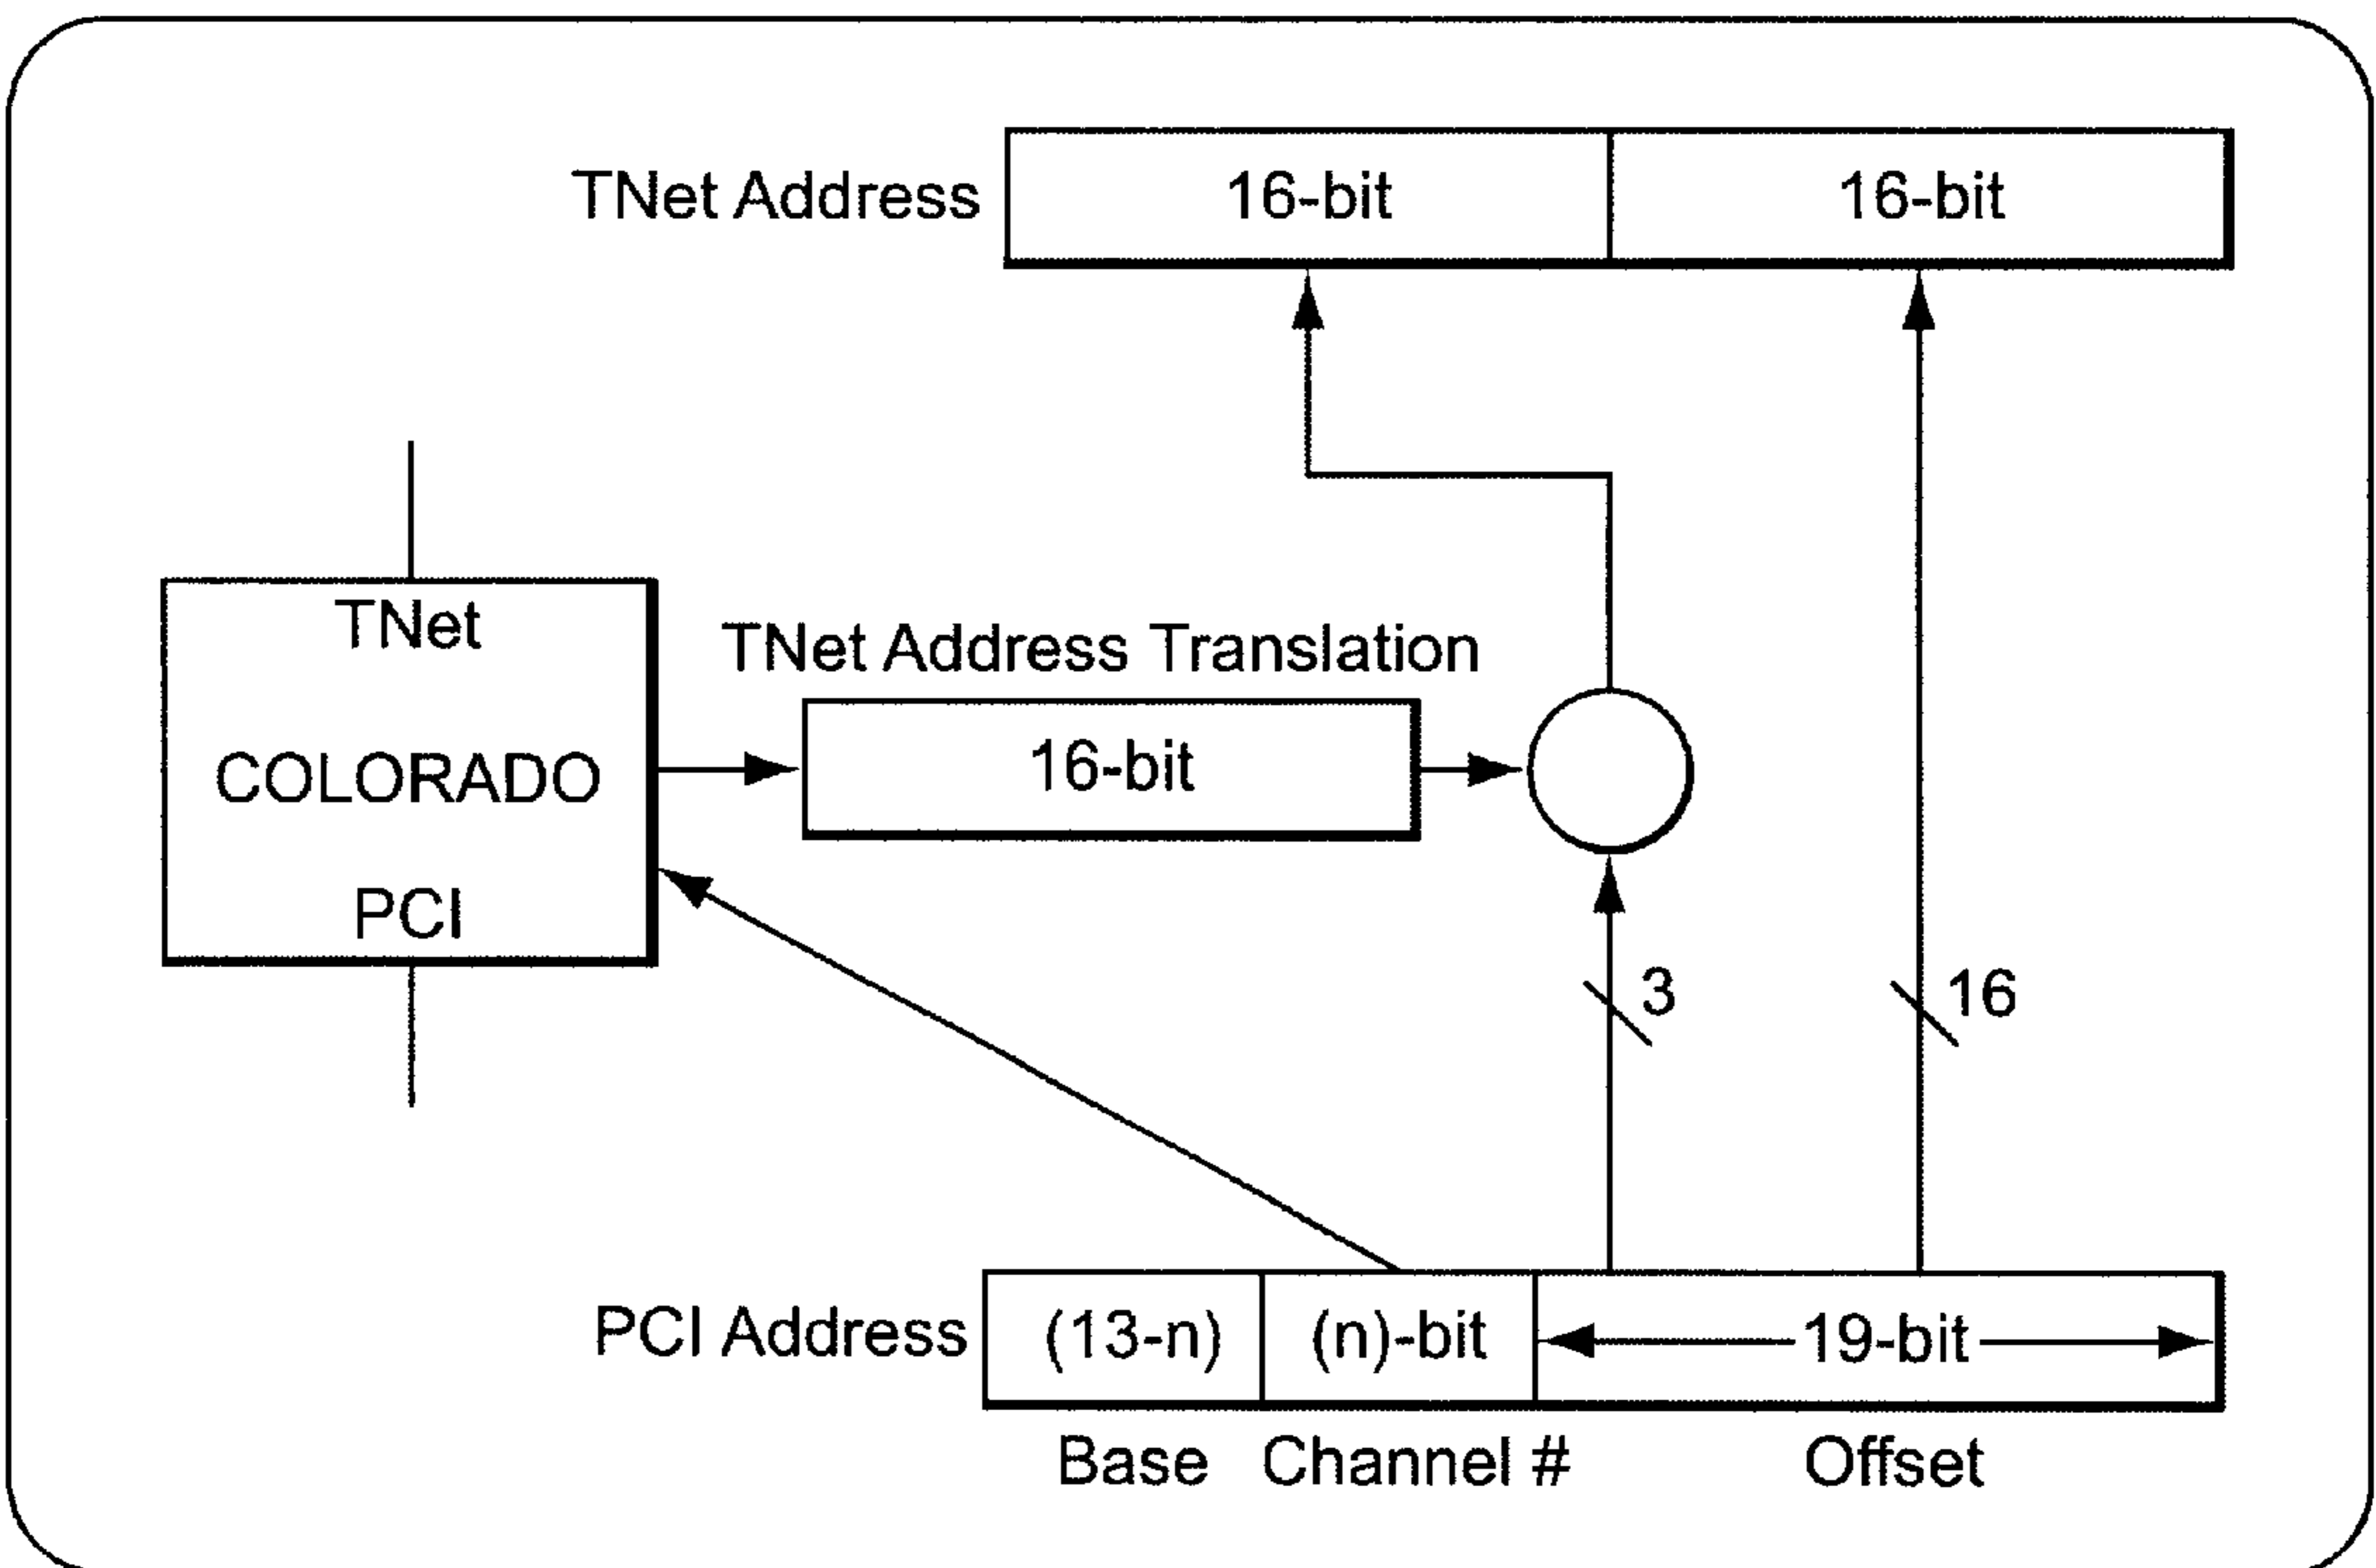 TNet Address 16-bit 16-bit
TNet
COLORADO
PCI
TNet Address Translation
16-bit
3
16
PCI Address (13-n) (n)-bit 19-bit
Base Channel # Offset